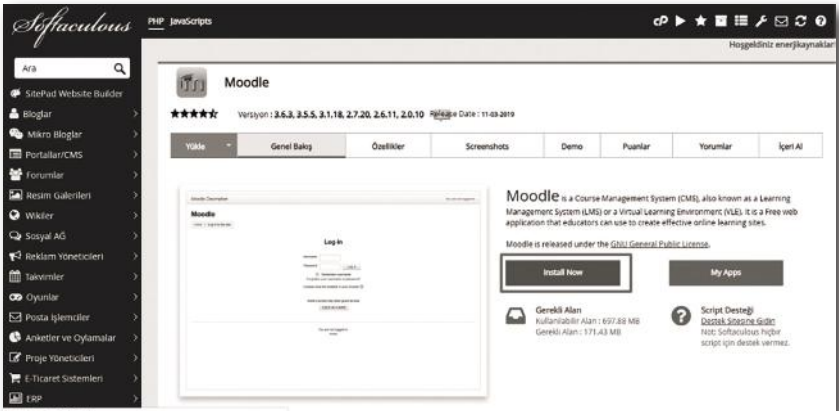 Softaculous
PHP JavaScripts
Hoşgeldiniz enerjikaynaklar
Ara
SitePad Website Builder
Bloglar
Mikro Bloglar
Portallar/CMS
Forumlar
Resim Galerileri
Wikiler
Sosyal AĞ
Reklam Yöneticileri
Takvimler
Oyunlar
Posta İşlemciler
Anketler ve Oylamalar
Proje Yöneticileri
E-Ticaret Sistemleri
ERP
Moodle
Versiyon : 3.6.3, 3.5.5, 3.1.18, 2.7.20, 2.6.11, 2.0.10 Release Date : 11-03-2019
Yükle Genel Bakış Özellikler Screenshots Demo Puanlar Yorumlar İçeri Al
Moodle
Log in
Moodle is a Course Management System (CMS), also known as a Learning
Management System (LMS) or a Virtual Learning Environment (VLE). It is a Free web
application that educators can use to create effective online learning sites.
Moodle is released under the GNU General Public License.
Install Now My Apps
Gerekli Alan
Kullanılabilir Alan : 697.88 MB
Gerekli Alan : 171.43 MB
Script Desteği
Destek Sitesine Gidin
Not: Softaculous hiçbir
script için destek vermez.